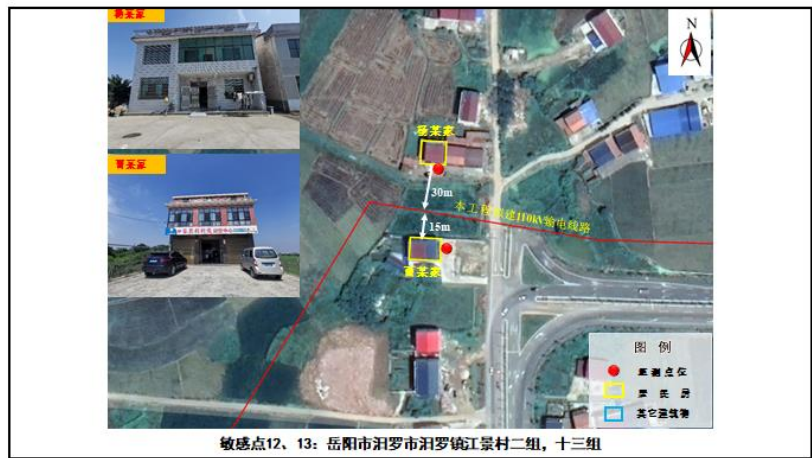 杨某家
曹某家
N
杨某家
30m
本工程拟建110kV输电线路
15m
曹某家
图 例
监测点位
居 民 房
其它建筑物
敏感点12、13：岳阳市汨罗市汨罗镇江景村二组，十三组